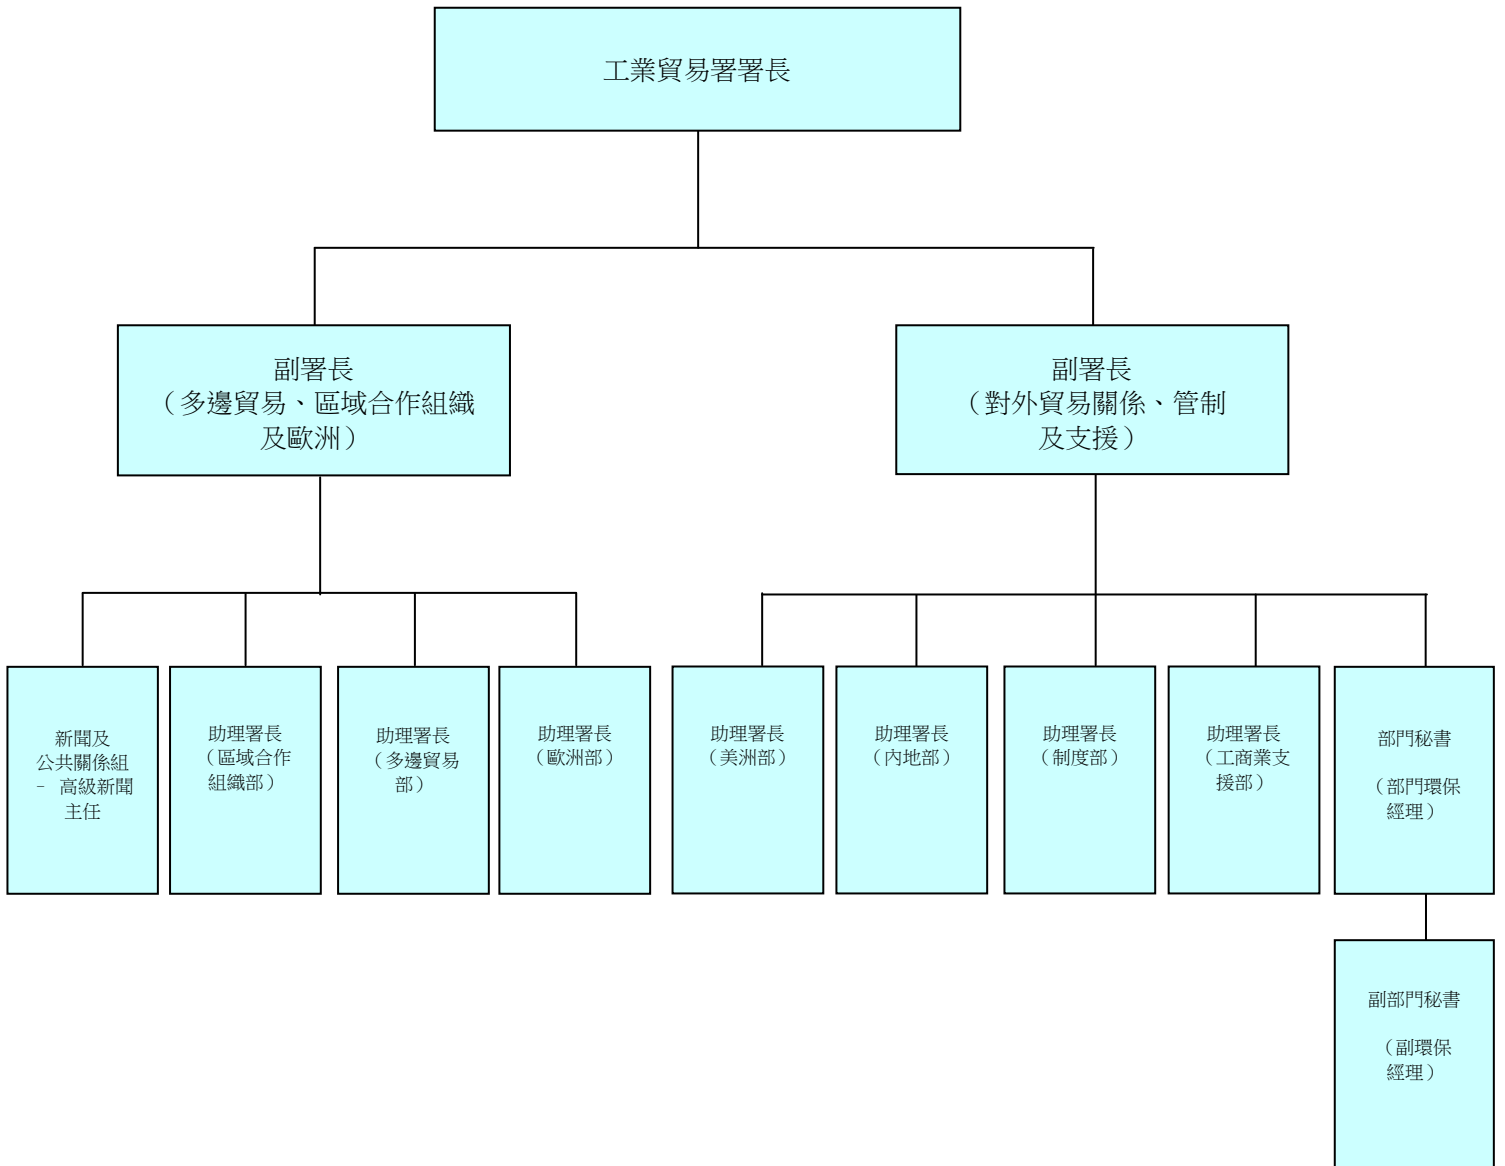 工業貿易署署長
副署長
（多邊貿易、區域合作組織
及歐洲）
副署長
（對外貿易關係、管制
及支援）
新聞及
公共關係組
- 高級新聞
主任
助理署長
（區域合作
組織部）
助理署長
（多邊貿易
部）
助理署長
（歐洲部）
助理署長
（美洲部）
助理署長
（內地部）
助理署長
（制度部）
助理署長
（工商業支
援部）
部門秘書
（部門環保
經理）
副部門秘書
（副環保
經理）